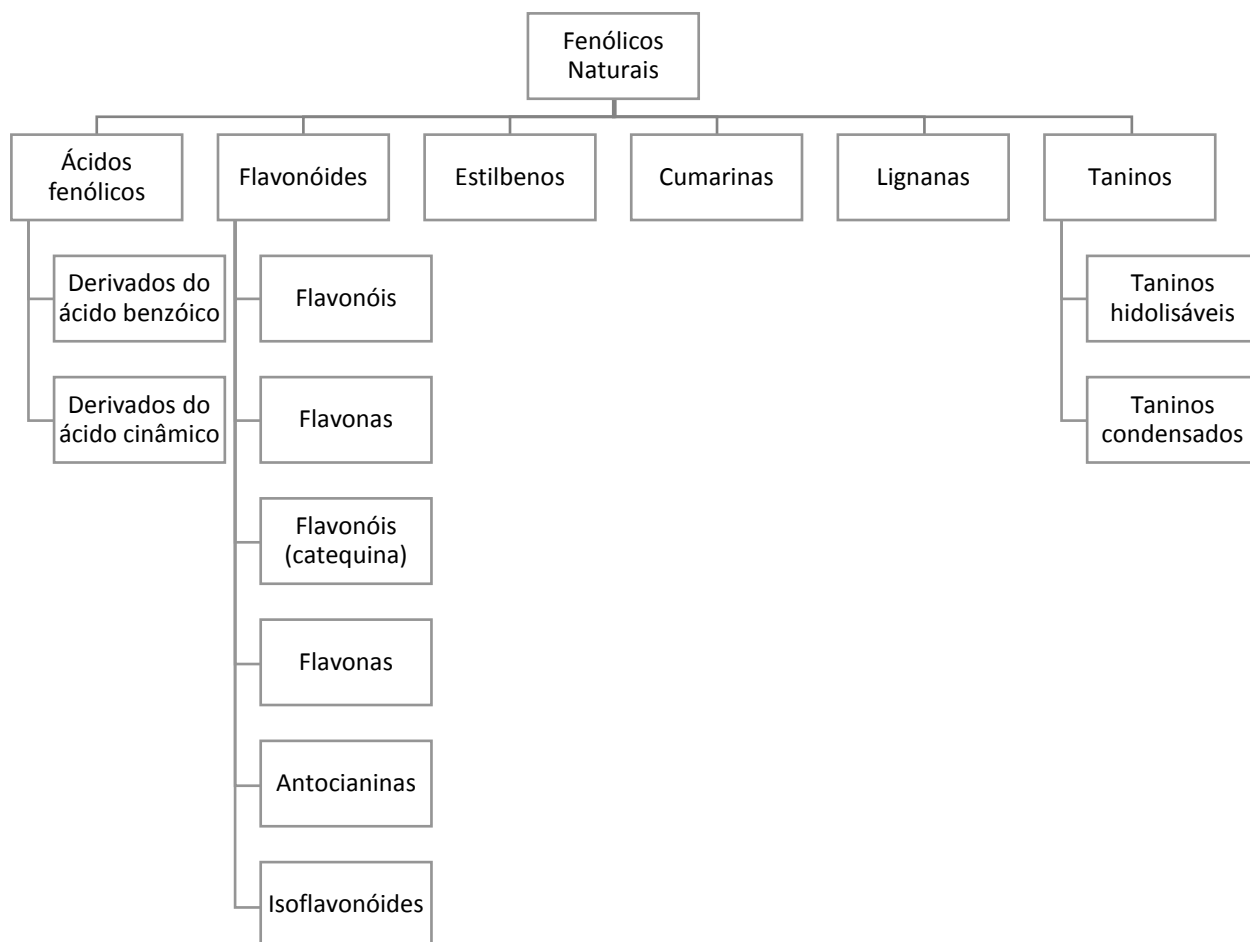 Fenólicos
Naturais
Ácidos
fenólicos
Flavonóides
Estilbenos
Cumarinas
Lignanas
Taninos
Derivados do
ácido benzóico
Derivados do
ácido cinâmico
Flavonóis
Flavonas
Flavonóis
(catequina)
Flavonas
Antocianinas
Isoflavonóides
Taninos
hidolisáveis
Taninos
condensados